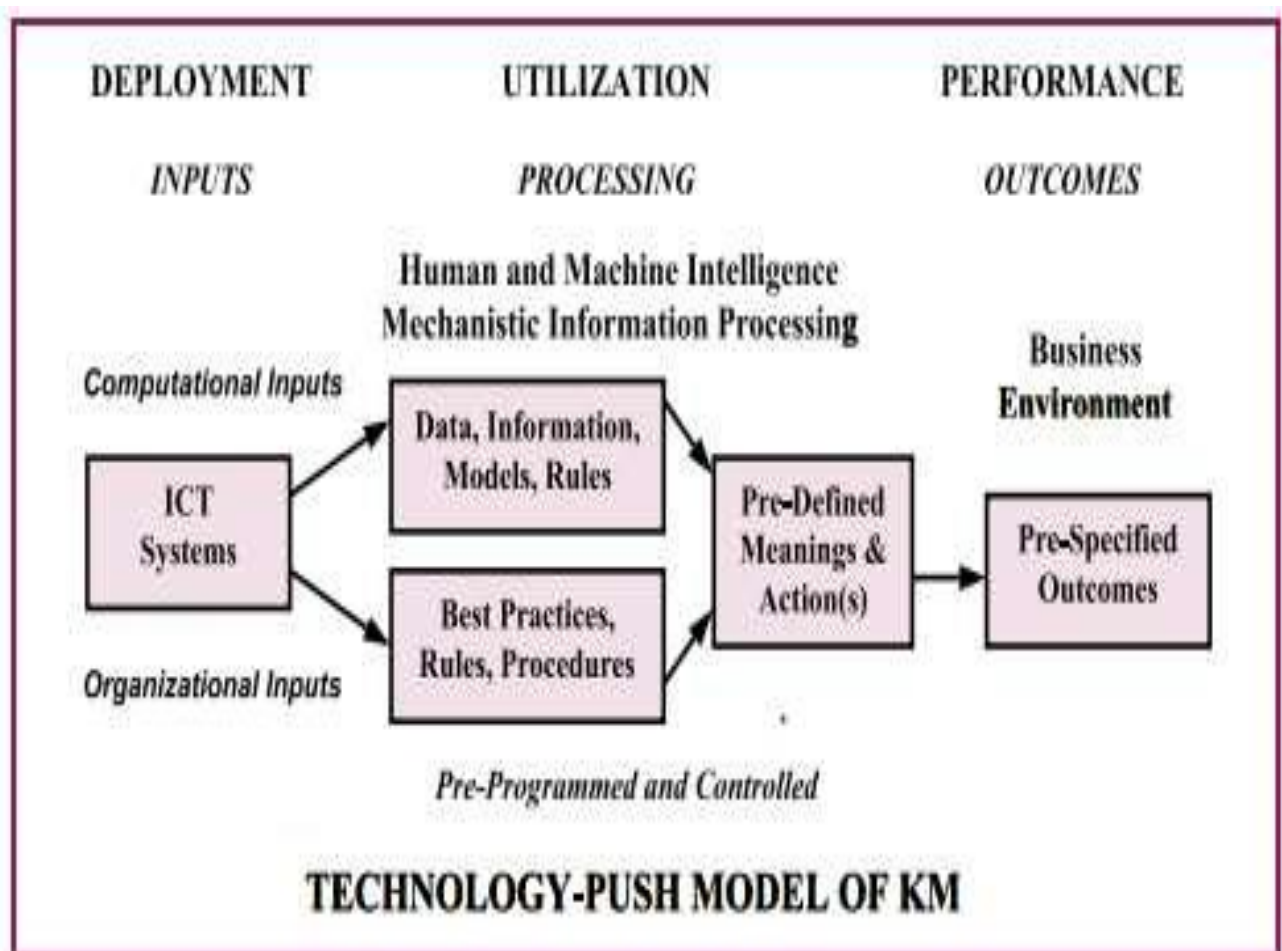 DEPLOYMENT UTILIZATION PERFORMANCE
INPUTS PROCESSING OUTCOMES
Human and Machine Intelligence
Mechanistic Information Processing
Business
Environment
Computational Inputs
Data, Information,
Models, Rules
ICT
Systems
Pre-Defined
Meanings &
Action(s)
Pre-Specified
Outcomes
Best Practices,
Rules, Procedures
Organizational Inputs
Pre-Programmed and Controlled
TECHNOLOGY-PUSH MODEL OF KM